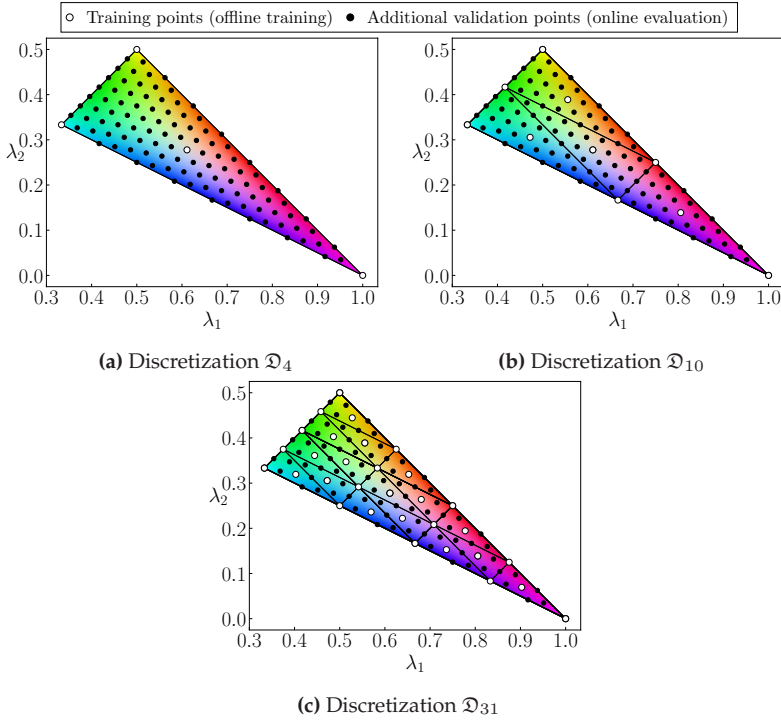 Training points (offline training) Additional validation points (online evaluation)
0.5
0.4
0.3
λ₂
0.2
0.1
0.0
0.3 0.4 0.5 0.6 0.7 0.8 0.9 1.0
λ₁
(a) Discretization 𝔇₄
0.5
0.4
0.3
λ₂
0.2
0.1
0.0
0.3 0.4 0.5 0.6 0.7 0.8 0.9 1.0
λ₁
(b) Discretization 𝔇₁₀
0.5
0.4
0.3
λ₂
0.2
0.1
0.0
0.3 0.4 0.5 0.6 0.7 0.8 0.9 1.0
λ₁
(c) Discretization 𝔇₃₁